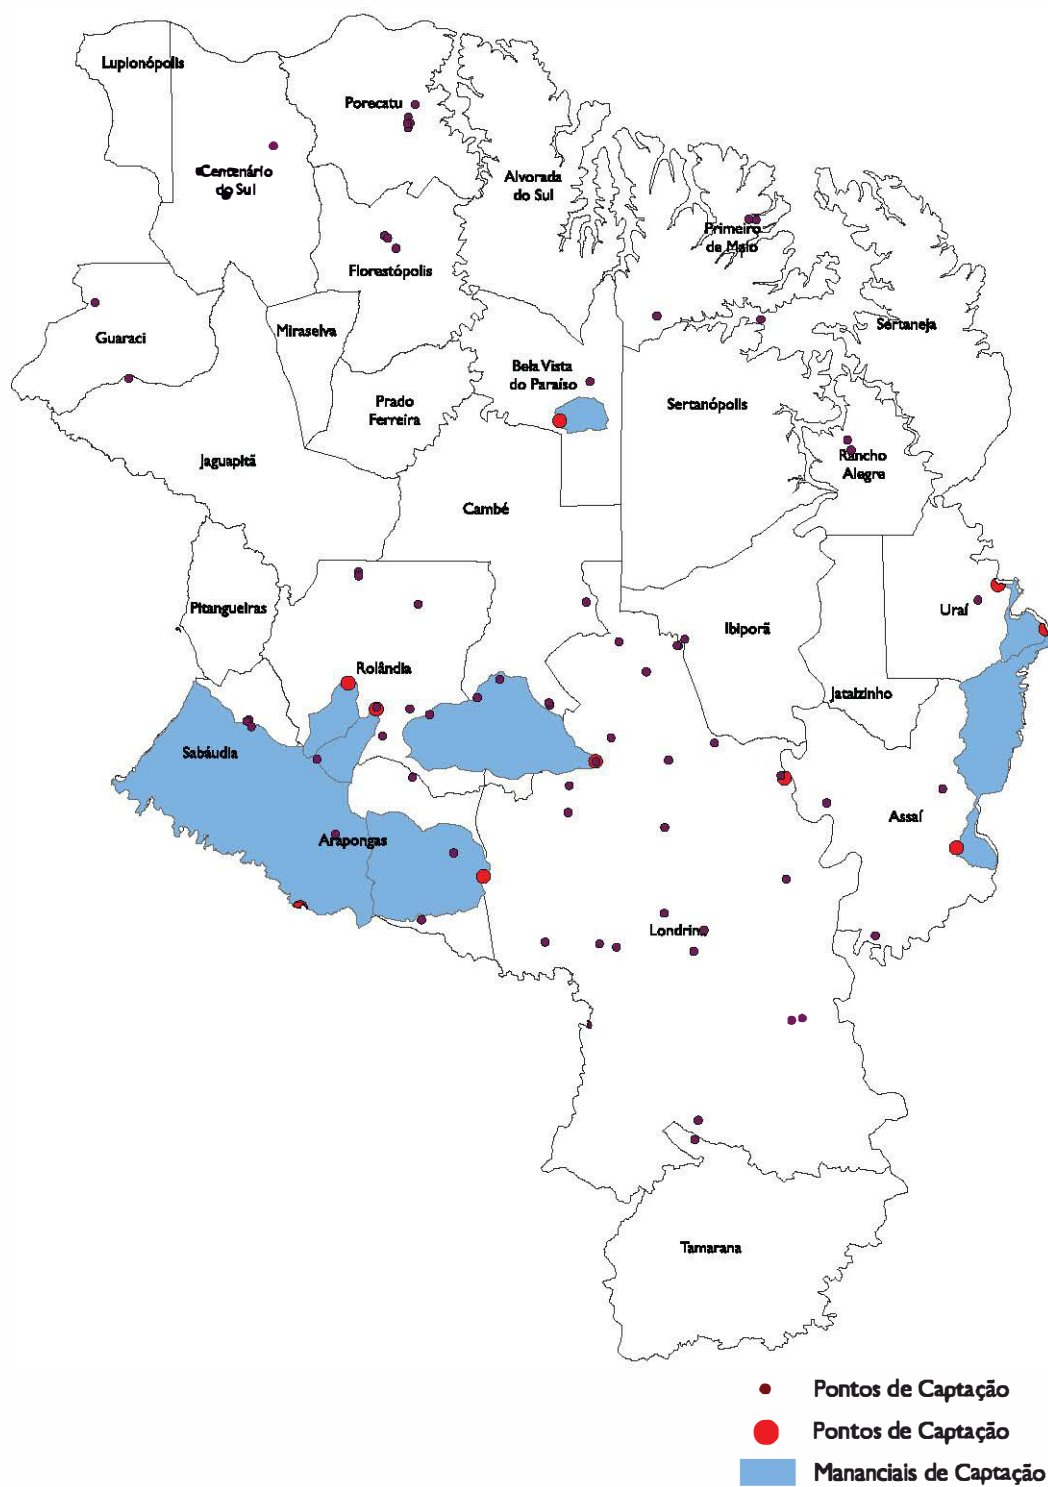 Lupionópolis
Porecatu
Centenário
do Sul
Alvorada
do Sul
Primeiro
de Maio
Florestópolis
Guaraci
Miraselva
Sertaneja
Bela Vista
do Paraíso
Prado
Ferreira
Sertanópolis
Jaguapitã
Rancho
Alegre
Cambé
Pitangueiras
Uraí
Ibiporã
Rolândia
Jataizinho
Sabáudia
Assaí
Arapongas
Londrina
Tamarana
Pontos de Captação
Pontos de Captação
Mananciais de Captação